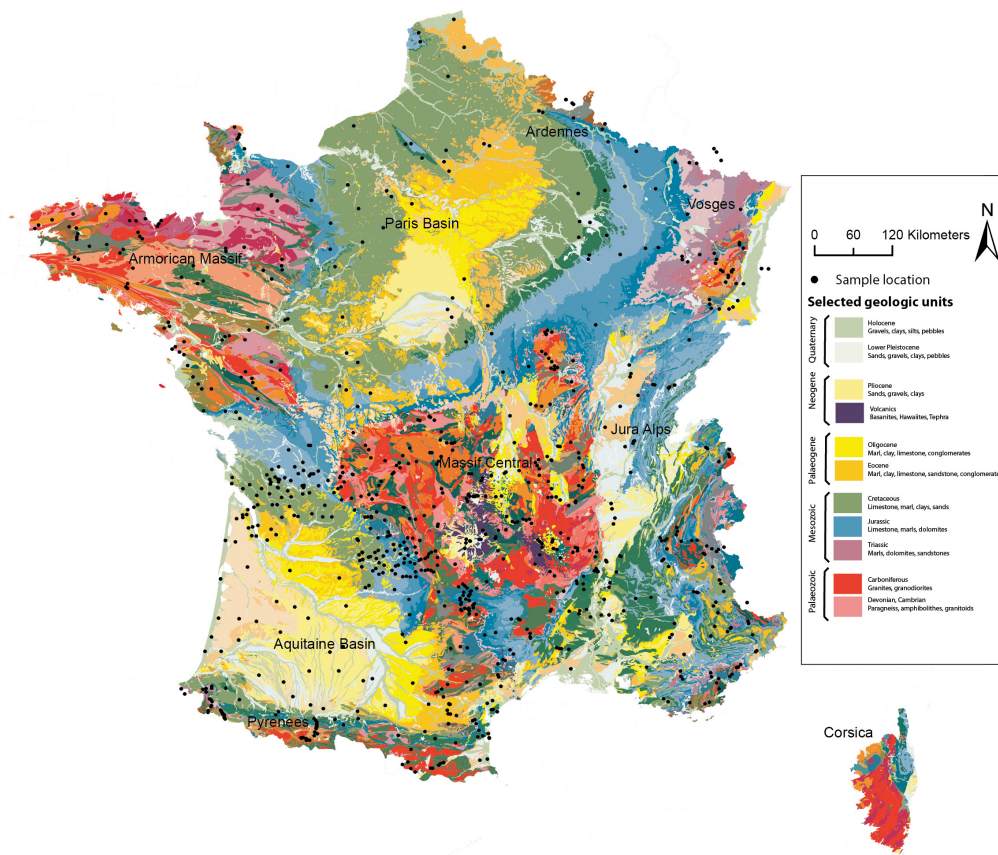 Ardennes
Vosges
Paris Basin
Armorican Massif
Jura Alps
Massif Central
Aquitaine Basin
Pyrenees
Corsica
N
0 60 120 Kilometers
Sample location
Selected geologic units
Quaternary
Holocene
Gravels, clays, silts, pebbles
Lower Pleistocene
Sands, gravels, clays, pebbles
Neogene
Pliocene
Sands, gravels, clays
Volcanics
Basanites, Hawaiites, Tephra
Palaeogene
Oligocene
Marl, clay, limestone, conglomerates
Eocene
Marl, clay, limestone, sandstone, conglomerate
Mesozoic
Cretaceous
Limestone, marl, clays, sands
Jurassic
Limestone, marls, dolomites
Triassic
Marls, dolomites, sandstones
Palaeozoic
Carboniferous
Granites, granodiorites
Devonian, Cambrian
Paragneiss, amphibolithes, granitoids